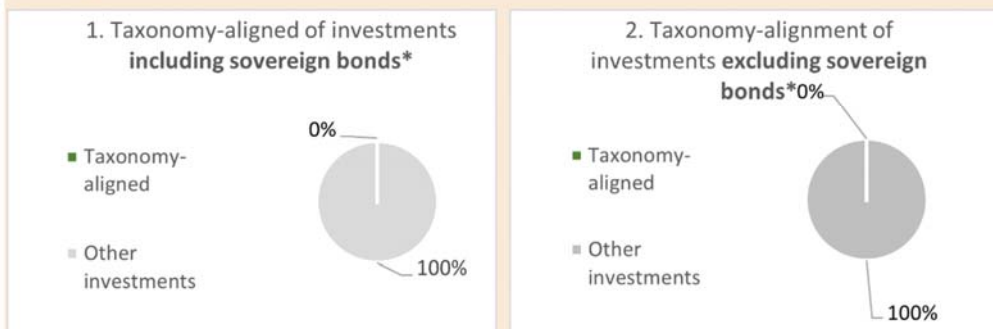 1. Taxonomy-aligned of investments
including sovereign bonds*
0%
Taxonomy-
aligned
Other
investments
100%
2. Taxonomy-alignment of
investments excluding sovereign
bonds*0%
Taxonomy-
aligned
Other
investments
100%